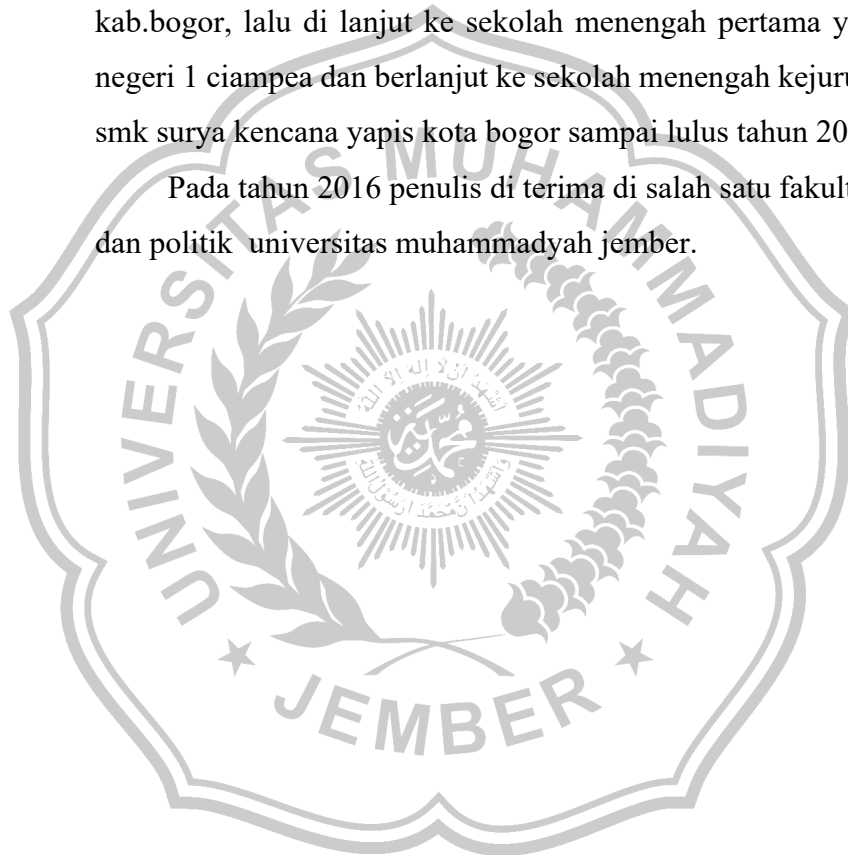 kab.bogor, lalu di lanjut ke sekolah menengah pertama
negeri 1 ciampea dan berlanjut ke sekolah menengah
smk surya kencana yapis kota bogor sampai lulus tahun
Pada tahun 2016 penulis di terima di salah satu
dan politik universitas muhammadyah jember.
UNIVERSITAS MUHAMMADIYAH
JEMBER